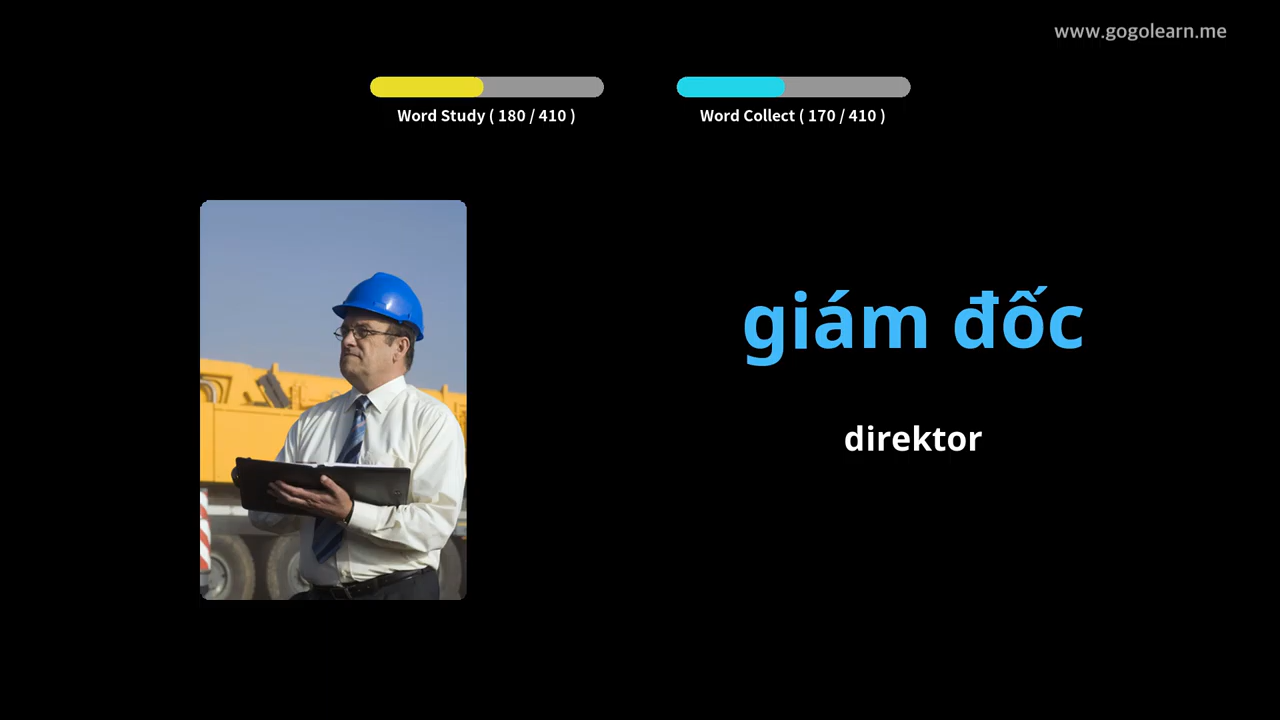 www.gogolearn.me
Word Study ( 180 / 410 )
Word Collect ( 170 / 410 )
giám đốc
direktor